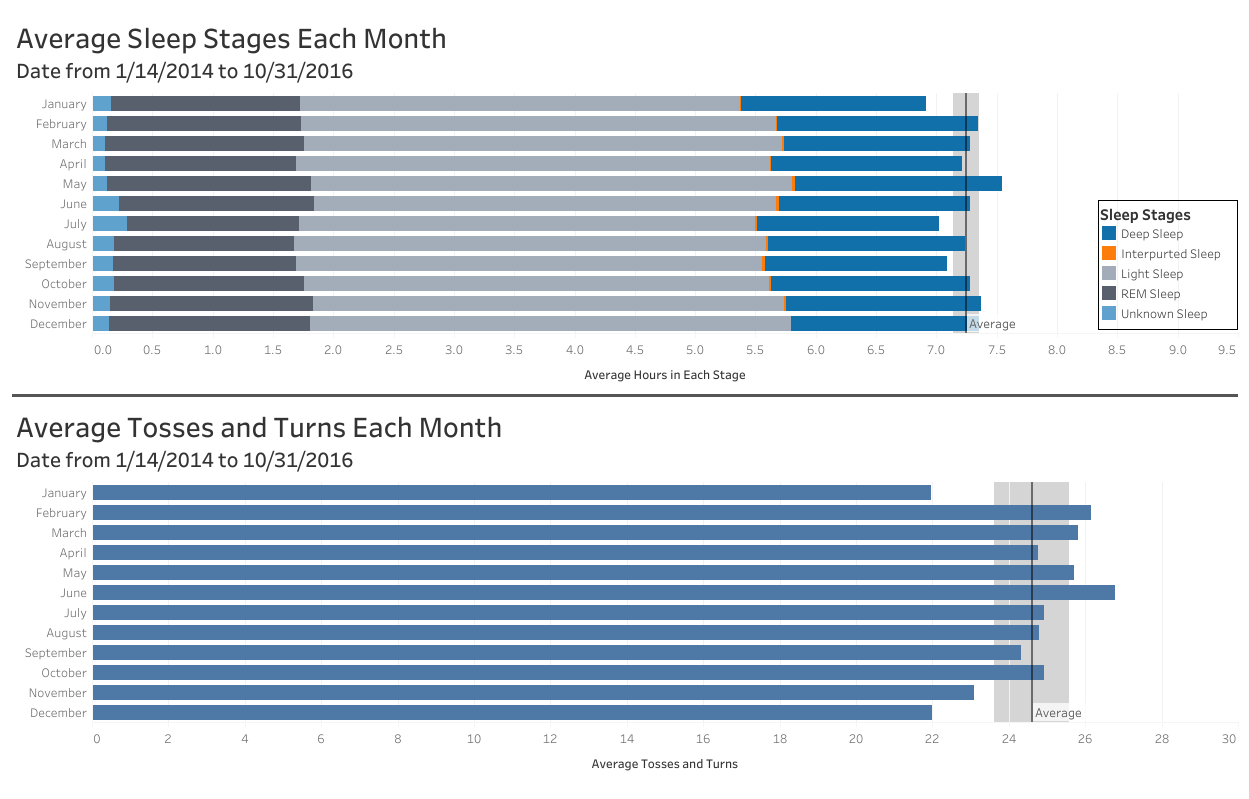 Average Sleep Stages Each Month
Date from 1/14/2014 to 10/31/2016
January
February
March
April
May
June
July
August
September
October
November
December
Average
0.0 0.5 1.0 1.5 2.0 2.5 3.0 3.5 4.0 4.5 5.0 5.5 6.0 6.5 7.0 7.5 8.0 8.5 9.0 9.5
Average Hours in Each Stage
Sleep Stages
Deep Sleep
Interpurted Sleep
Light Sleep
REM Sleep
Unknown Sleep
Average Tosses and Turns Each Month
Date from 1/14/2014 to 10/31/2016
January
February
March
April
May
June
July
August
September
October
November
December
Average
0 2 4 6 8 10 12 14 16 18 20 22 24 26 28 30
Average Tosses and Turns